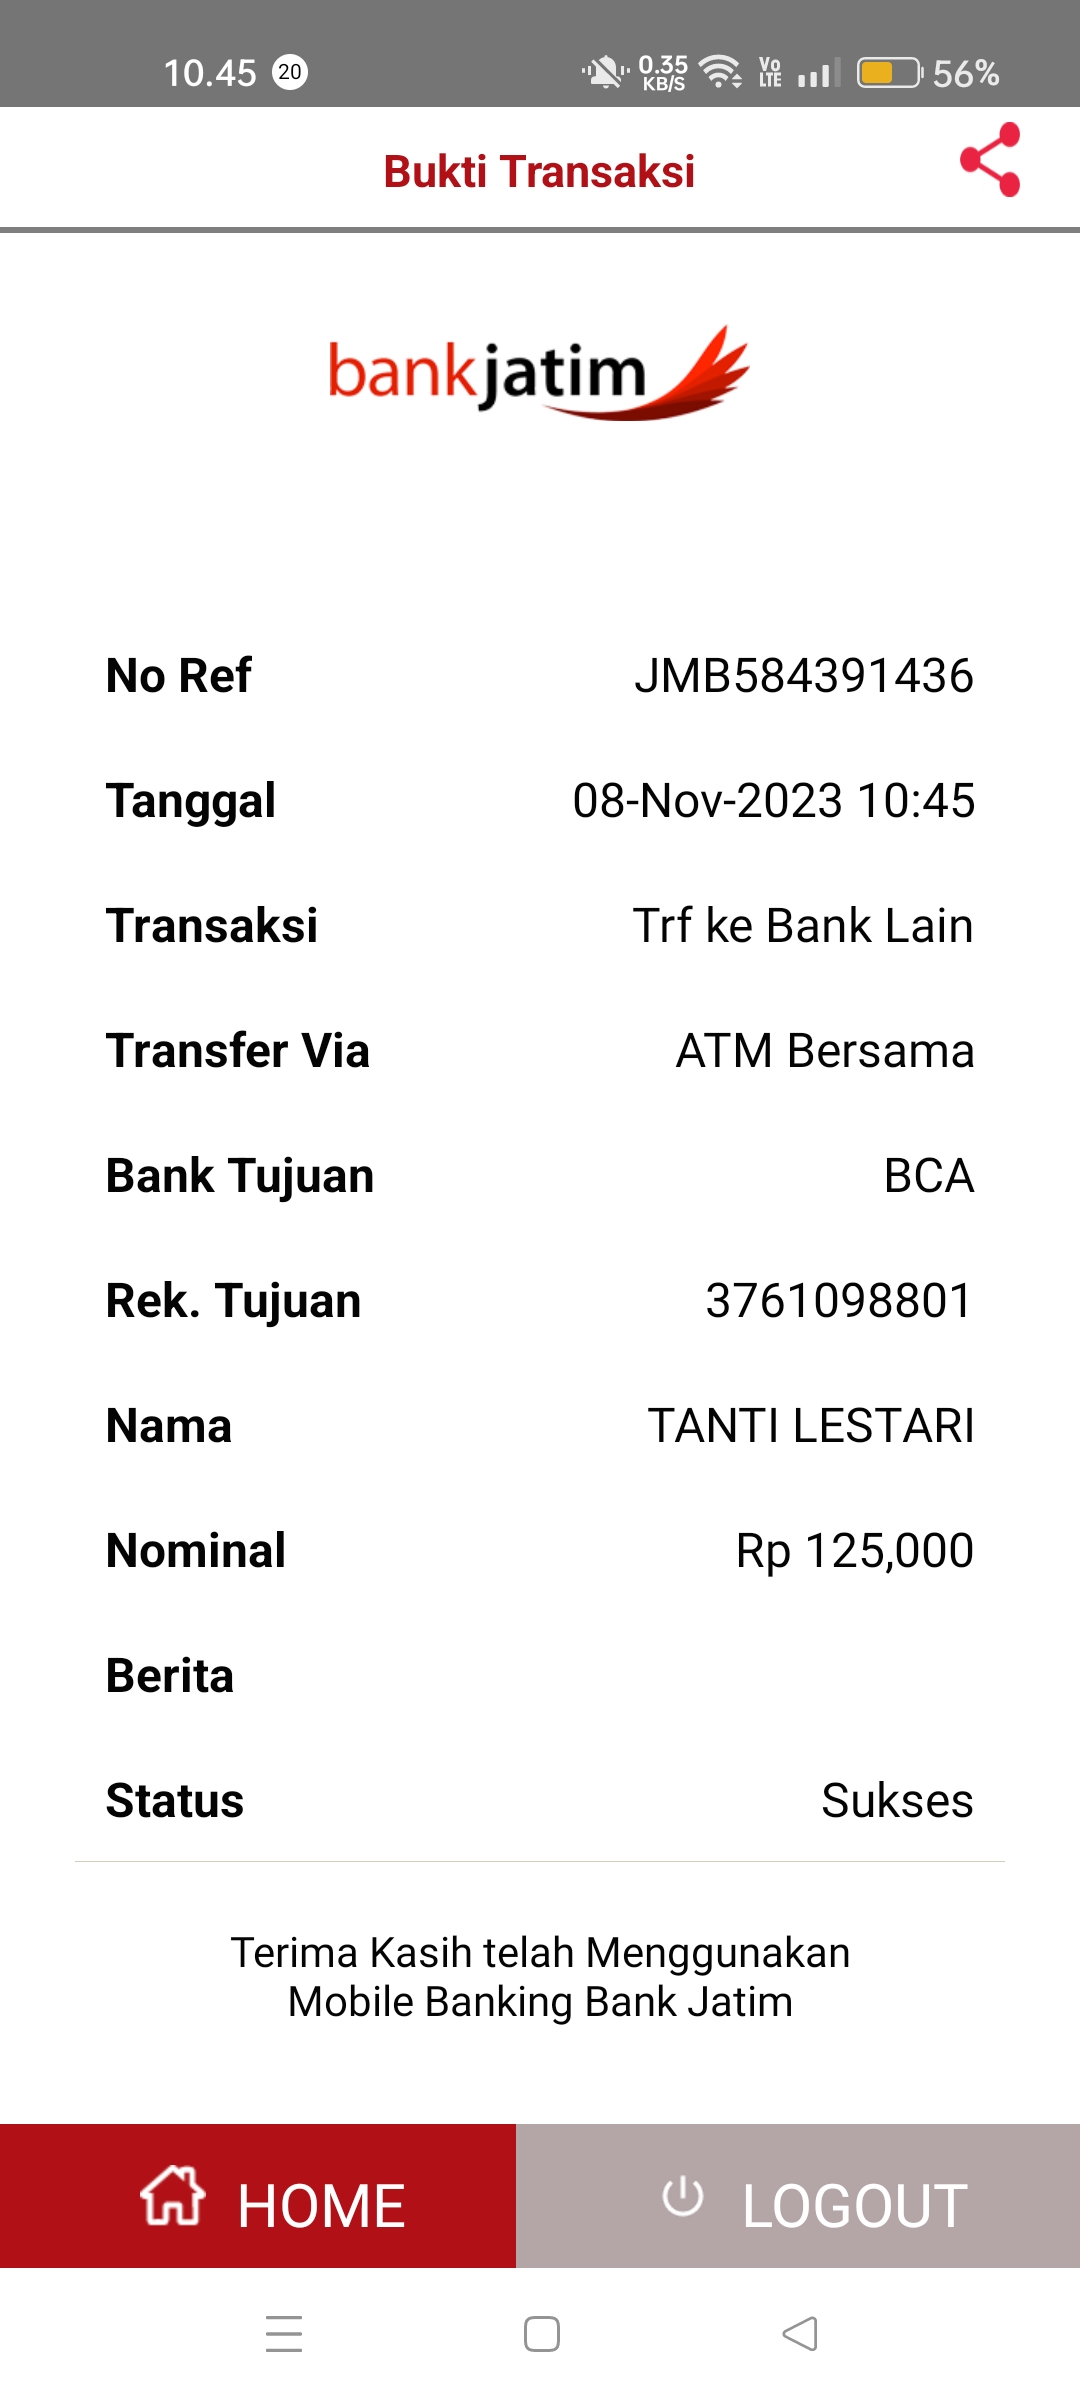 10.45 20 0.35 KB/S Vo LTE 56%
Bukti Transaksi
bankjatim
No Ref JMB584391436
Tanggal 08-Nov-2023 10:45
Transaksi Trf ke Bank Lain
Transfer Via ATM Bersama
Bank Tujuan BCA
Rek. Tujuan 3761098801
Nama TANTI LESTARI
Nominal Rp 125,000
Berita
Status Sukses
Terima Kasih telah Menggunakan
Mobile Banking Bank Jatim
HOME LOGOUT